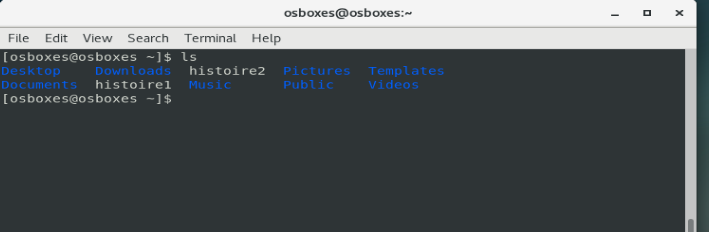 osboxes@osboxes:~
File Edit View Search Terminal Help
[osboxes@osboxes ~]$ ls
Desktop Downloads histoire2 Pictures Templates
Documents histoire1 Music Public Videos
[osboxes@osboxes ~]$